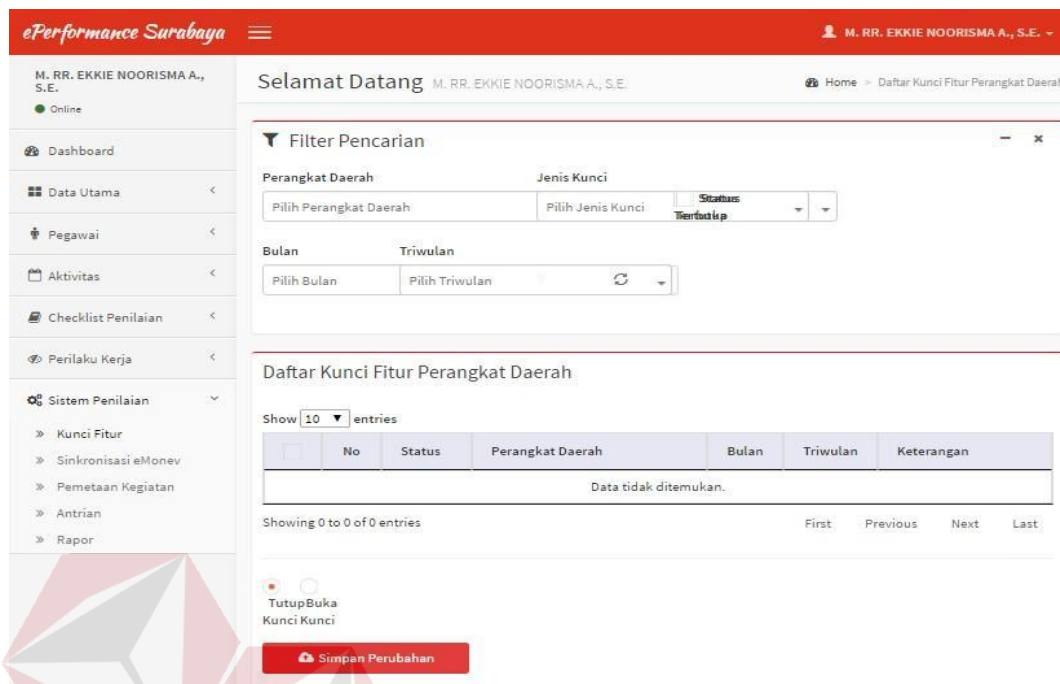 ePerformance Surabaya
M. RR. EKKIE NOORISMA A., S.E.
M. RR. EKKIE NOORISMA A.,
S.E.
Online
Dashboard
Data Utama
Pegawai
Aktivitas
Checklist Penilaian
Perilaku Kerja
Sistem Penilaian
Kunci Fitur
Sinkronisasi eMonev
Pemetaan Kegiatan
Antrian
Rapor
Selamat Datang M. RR. EKKIE NOORISMA A., S.E.
Home > Daftar Kunci Fitur Perangkat Daerah
Filter Pencarian
Perangkat Daerah Jenis Kunci
Pilih Perangkat Daerah Pilih Jenis Kunci Status
Bulan Triwulan
Pilih Bulan Pilih Triwulan
Daftar Kunci Fitur Perangkat Daerah
Show 10 entries
No Status Perangkat Daerah Bulan Triwulan Keterangan
Data tidak ditemukan.
Showing 0 to 0 of 0 entries First Previous Next Last
TutupBuka
Kunci Kunci
Simpan Perubahan